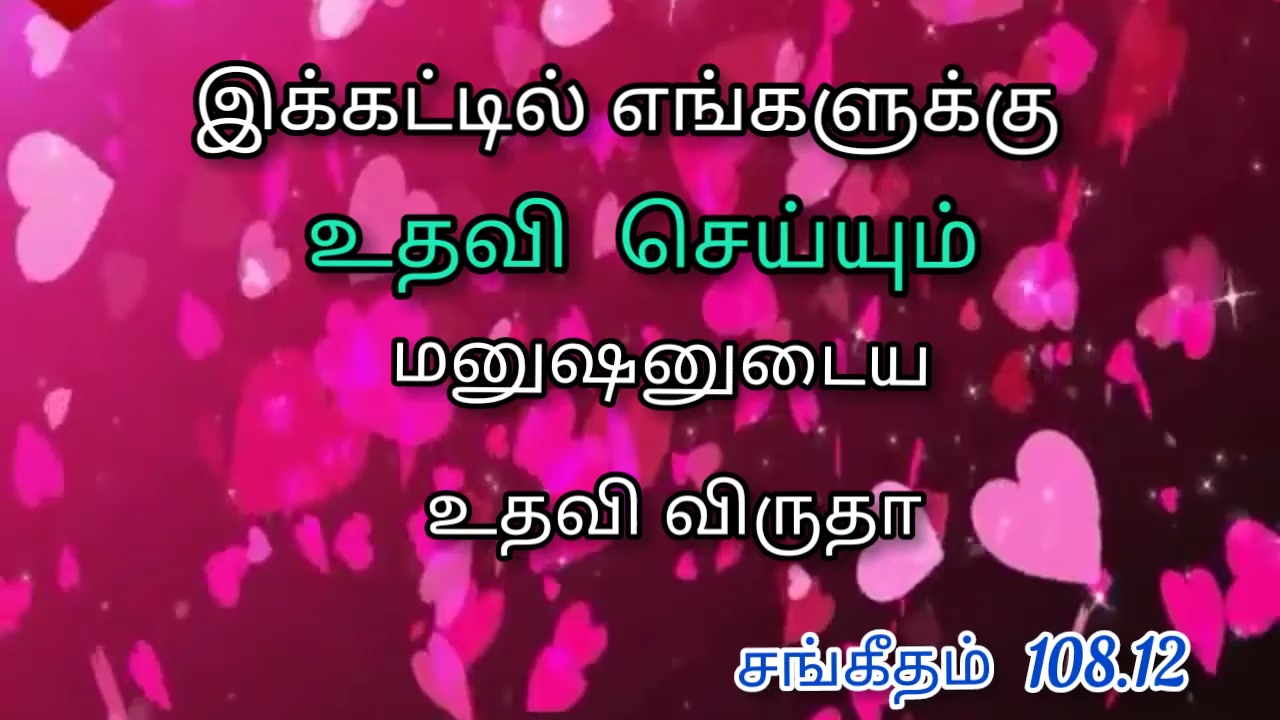 இக்கட்டில் எங்களுக்கு
உதவி செய்யும்
மனுஷனுடைய
உதவி விருதா
சங்கீதம் 108.12